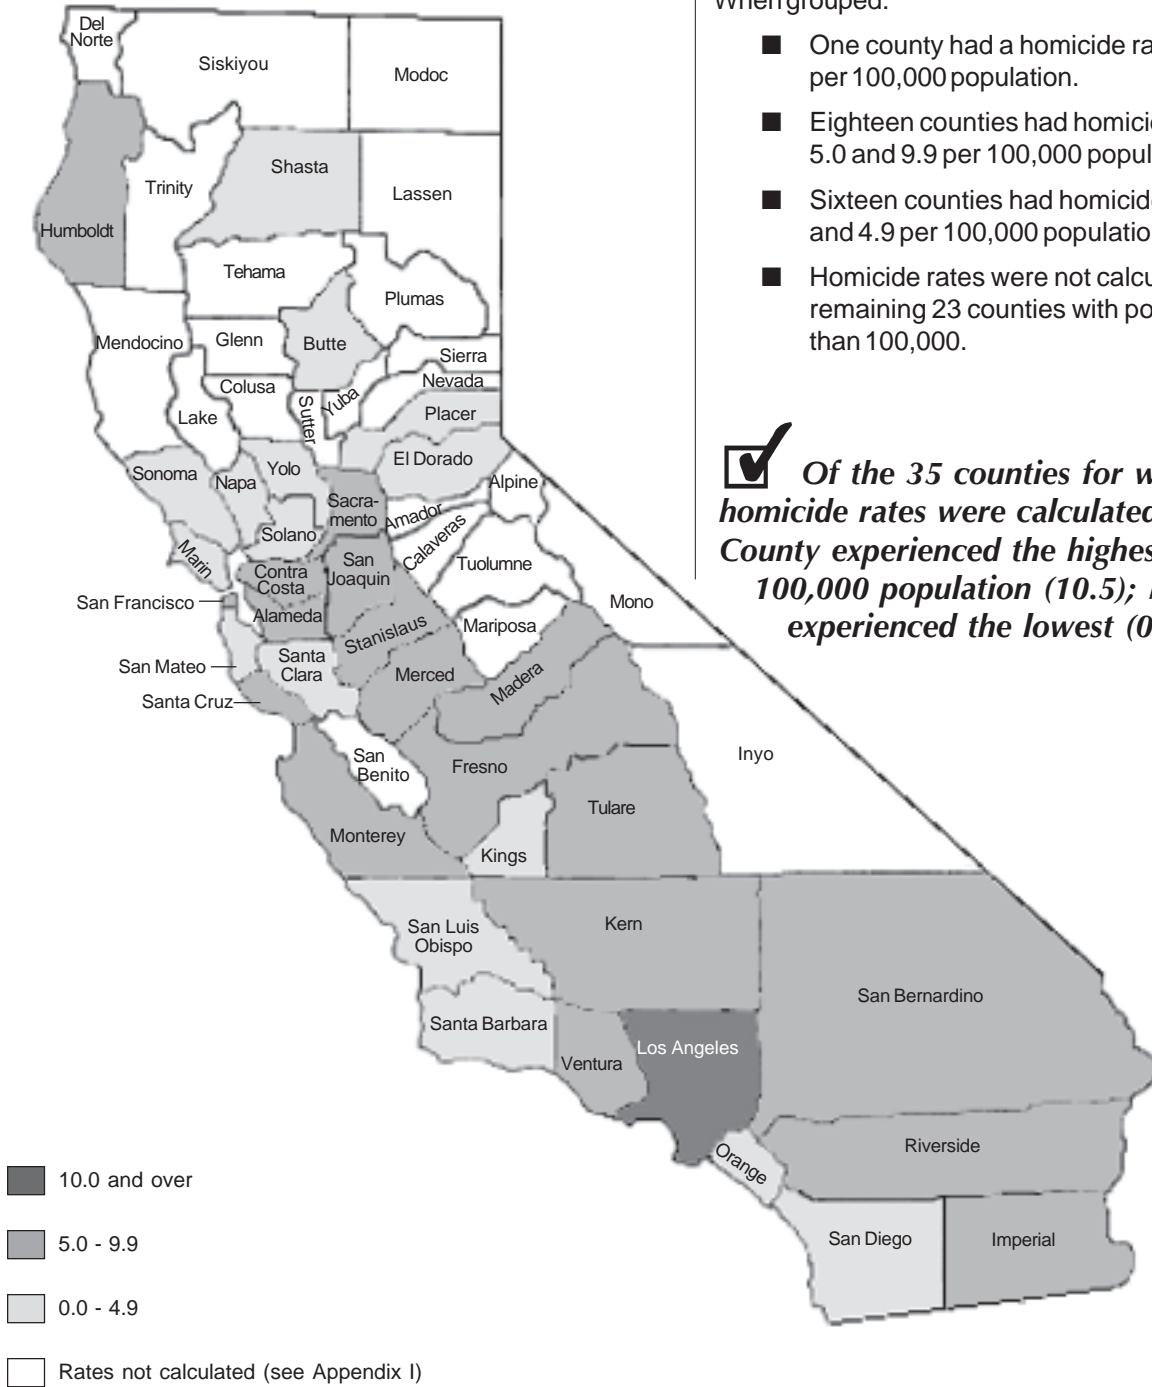 When grouped:
■ One county had a homicide ra
per 100,000 population.
■ Eighteen counties had homici
5.0 and 9.9 per 100,000 popul
■ Sixteen counties had homicid
and 4.9 per 100,000 populatio
■ Homicide rates were not calcu
remaining 23 counties with po
than 100,000.
Of the 35 counties for w
homicide rates were calculated
County experienced the highes
100,000 population (10.5);
experienced the lowest (0
Del
Norte
Siskiyou
Modoc
Shasta
Trinity
Lassen
Humboldt
Tehama
Plumas
Mendocino
Glenn
Butte
Sierra
Colusa
Nevada
Lake
Sutter
Yuba
Placer
Sonoma
Napa
Yolo
El Dorado
Alpine
Sacra-
mento
Amador
Solano
Calaveras
Marin
Contra
Costa
San
Joaquin
Tuolumne
San Francisco
Alameda
Mono
Stanislaus
Mariposa
San Mateo
Santa
Clara
Merced
Madera
Santa Cruz
San
Benito
Fresno
Inyo
Monterey
Tulare
Kings
San Luis
Obispo
Kern
San Bernardino
Santa Barbara
Ventura
Los Angeles
Orange
Riverside
San Diego
Imperial
10.0 and over
5.0 - 9.9
0.0 - 4.9
Rates not calculated (see Appendix I)